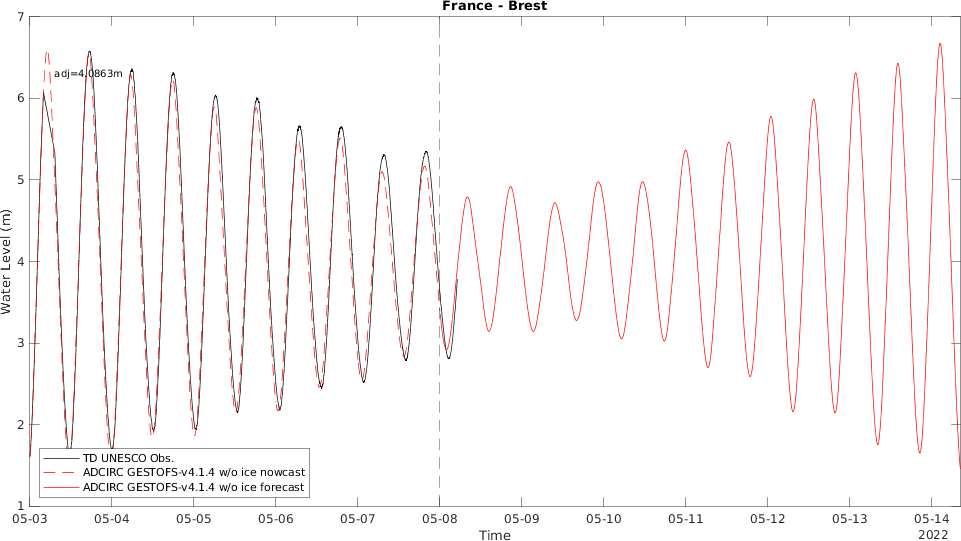 France - Brest
7
6
5
4
3
2
1
Water Level (m)
adj=4.0863m
TD UNESCO Obs.
ADCIRC GESTOFS-v4.1.4 w/o ice nowcast
ADCIRC GESTOFS-v4.1.4 w/o ice forecast
05-03 05-04 05-05 05-06 05-07 05-08 05-09 05-10 05-11 05-12 05-13 05-14
Time
2022